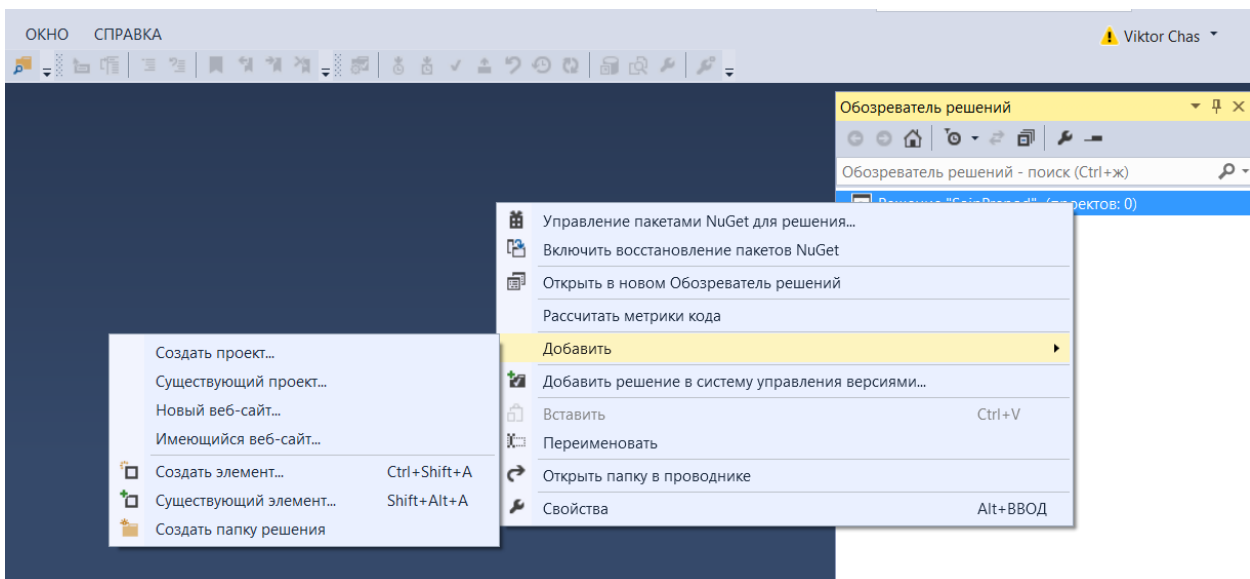 ОКНО СПРАВКА
Viktor Chas
Обозреватель решений
Обозреватель решений - поиск (Ctrl+ж)
(проектов: 0)
Управление пакетами NuGet для решения...
Включить восстановление пакетов NuGet
Открыть в новом Обозреватель решений
Рассчитать метрики кода
Добавить
Добавить решение в систему управления версиями...
Вставить Ctrl+V
Переименовать
Открыть папку в проводнике
Свойства Alt+ВВОД
Создать проект...
Существующий проект...
Новый веб-сайт...
Имеющийся веб-сайт...
Создать элемент... Ctrl+Shift+A
Существующий элемент... Shift+Alt+A
Создать папку решения